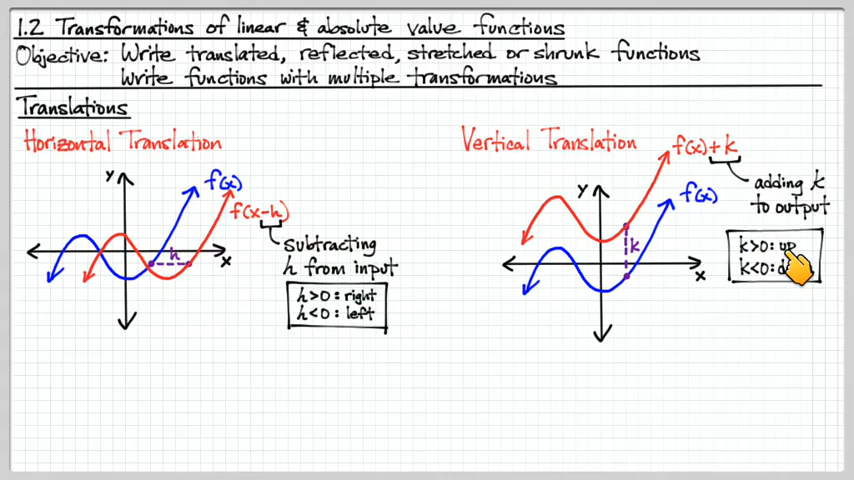 1.2 Transformations of linear & absolute value functions
Objective: Write translated, reflected, stretched or shrunk functions
Write functions with multiple transformations
Translations
Horizontal Translation
y
f(x)
f(x-h)
h
x
Subtracting
h from input
h>0: right
h<0: left
Vertical Translation
f(x)+k
y
f(x)
k
x
adding k
to output
k>0: up
k<0: